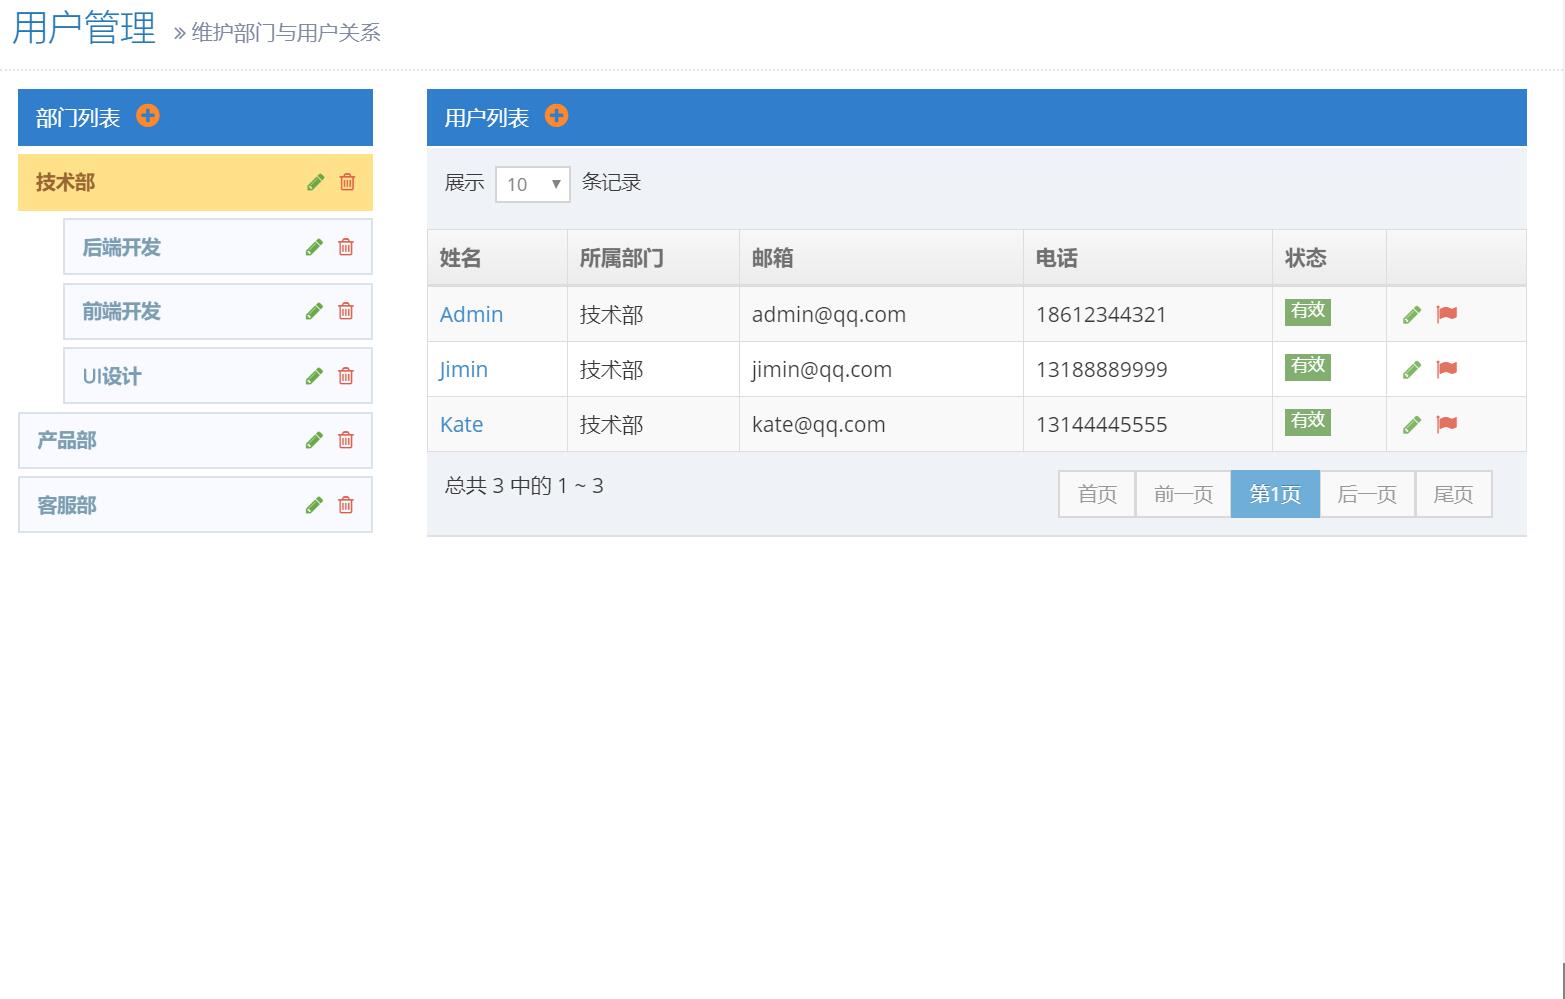 用户管理 » 维护部门与用户关系
部门列表
技术部
后端开发
前端开发
UI设计
产品部
客服部
用户列表
展示 10 条记录
姓名 所属部门 邮箱 电话 状态
Admin 技术部 admin@qq.com 18612344321 有效
Jimin 技术部 jimin@qq.com 13188889999 有效
Kate 技术部 kate@qq.com 13144445555 有效
总共 3 中的 1 ~ 3
首页 前一页 第1页 后一页 尾页